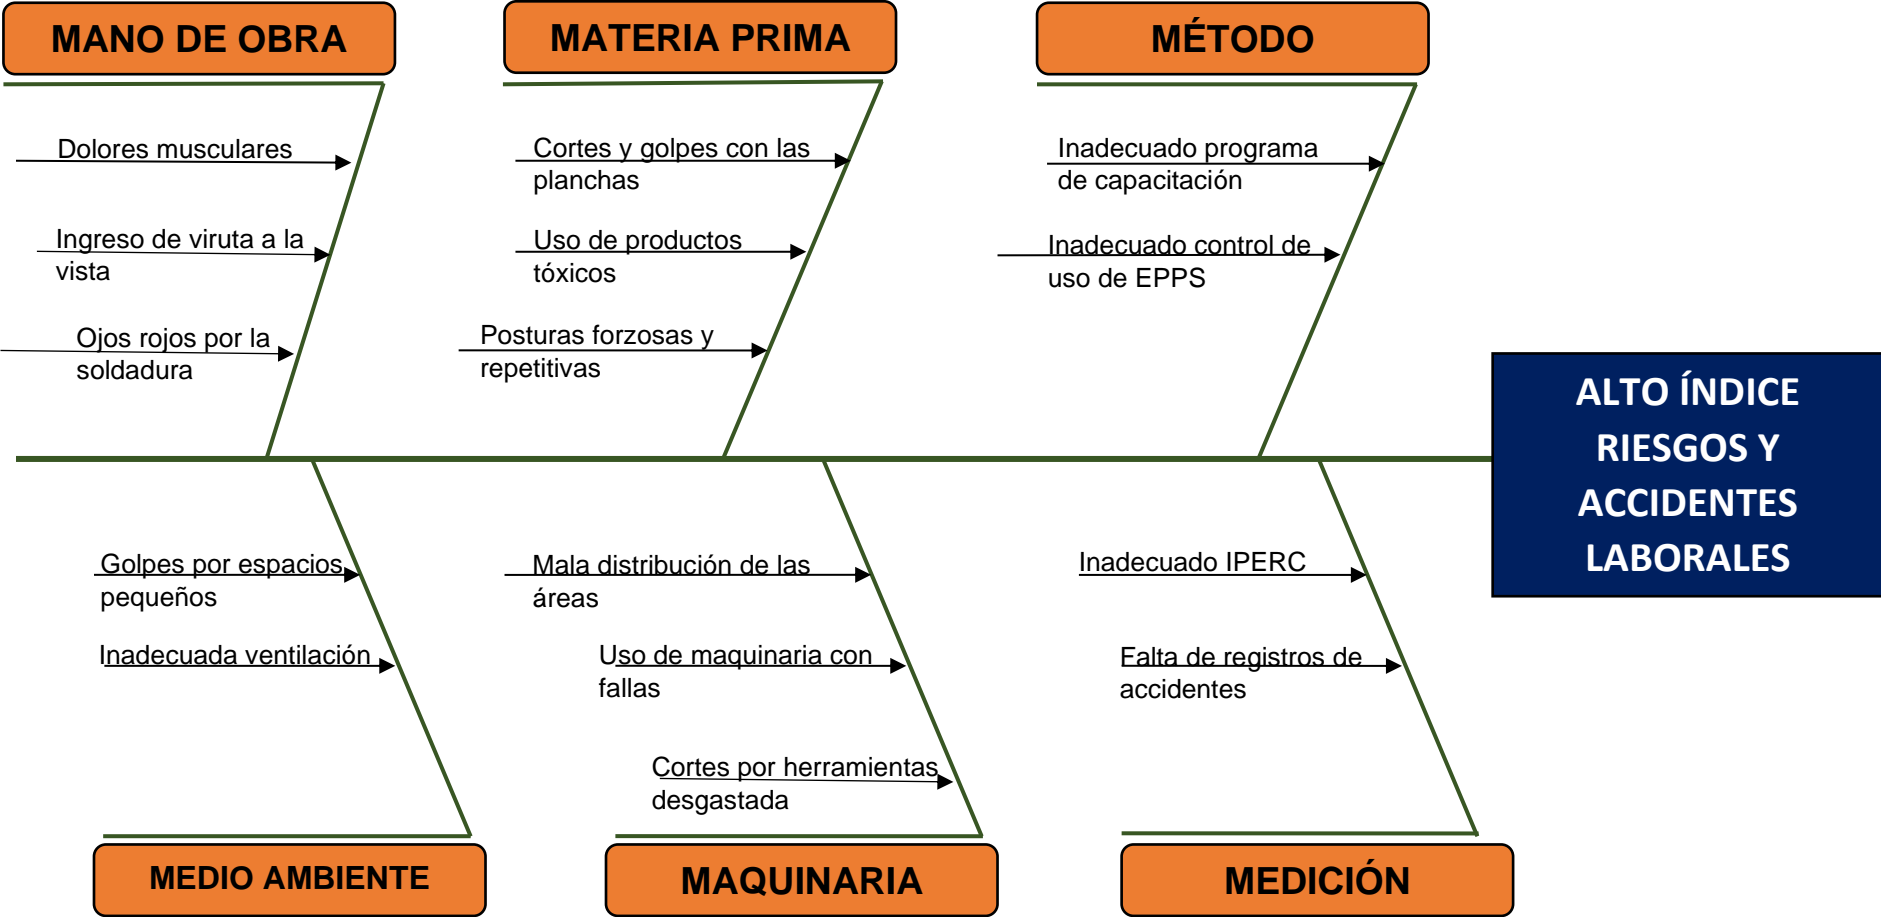 MANO DE OBRA
MATERIA PRIMA
MÉTODO
Dolores musculares
Ingreso de viruta a la
vista
Ojos rojos por la
soldadura
Cortes y golpes con las
planchas
Uso de productos
tóxicos
Posturas forzosas y
repetitivas
Inadecuado programa
de capacitación
Inadecuado control de
uso de EPPS
ALTO ÍNDICE
RIESGOS Y
ACCIDENTES
LABORALES
Golpes por espacios
pequeños
Inadecuada ventilación
Mala distribución de las
áreas
Uso de maquinaria con
fallas
Cortes por herramientas
desgastada
Inadecuado IPERC
Falta de registros de
accidentes
MEDIO AMBIENTE
MAQUINARIA
MEDICIÓN